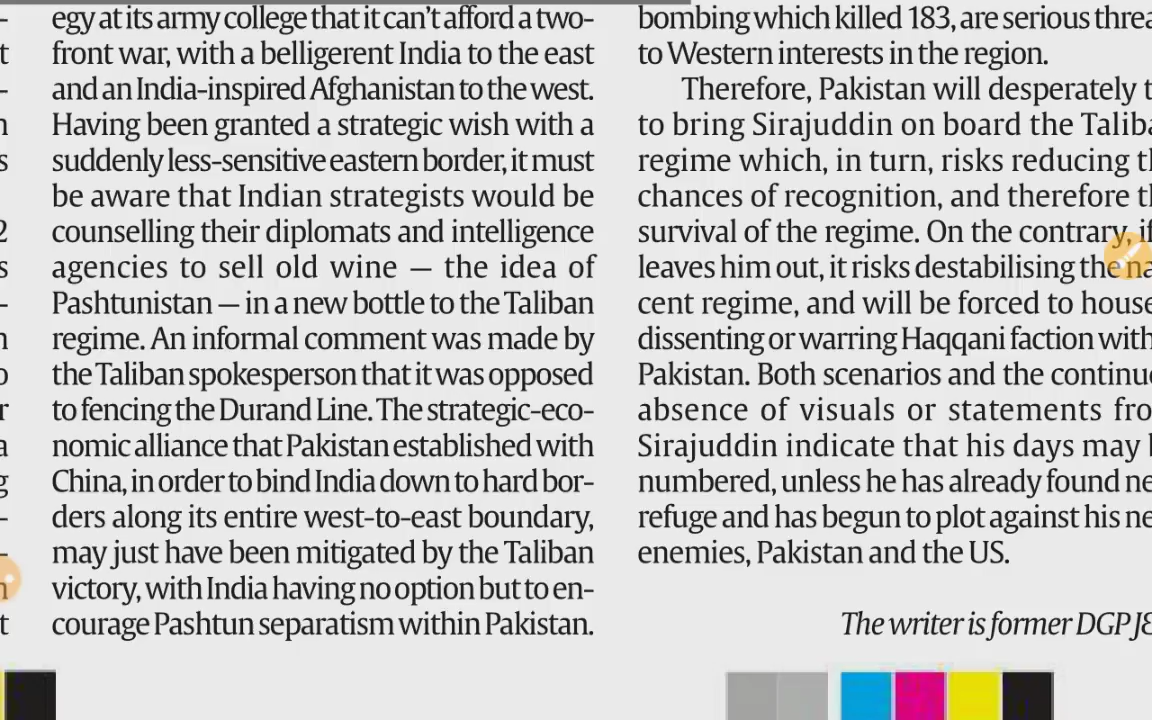 egy at its army college that it can't afford a two-
front war, with a belligerent India to the east
and an India-inspired Afghanistan to the west.
Having been granted a strategic wish with a
suddenly less-sensitive eastern border, it must
be aware that Indian strategists would be
counselling their diplomats and intelligence
agencies to sell old wine — the idea of
Pashtunistan — in a new bottle to the Taliban
regime. An informal comment was made by
the Taliban spokesperson that it was opposed
to fencing the Durand Line. The strategic-eco-
nomic alliance that Pakistan established with
China, in order to bind India down to hard bor-
ders along its entire west-to-east boundary,
may just have been mitigated by the Taliban
victory, with India having no option but to en-
courage Pashtun separatism within Pakistan.
bombing which killed 183, are serious
to Western interests in the region.
Therefore, Pakistan will desperately
to bring Sirajuddin on board the
regime which, in turn, risks reducing
chances of recognition, and therefore
survival of the regime. On the contrary,
leaves him out, it risks destabilising the
cent regime, and will be forced to house
dissenting or warring Haqqani faction
Pakistan. Both scenarios and the
absence of visuals or statements
Sirajuddin indicate that his days may
numbered, unless he has already found
refuge and has begun to plot against his
enemies, Pakistan and the US.
The writer is former DGP